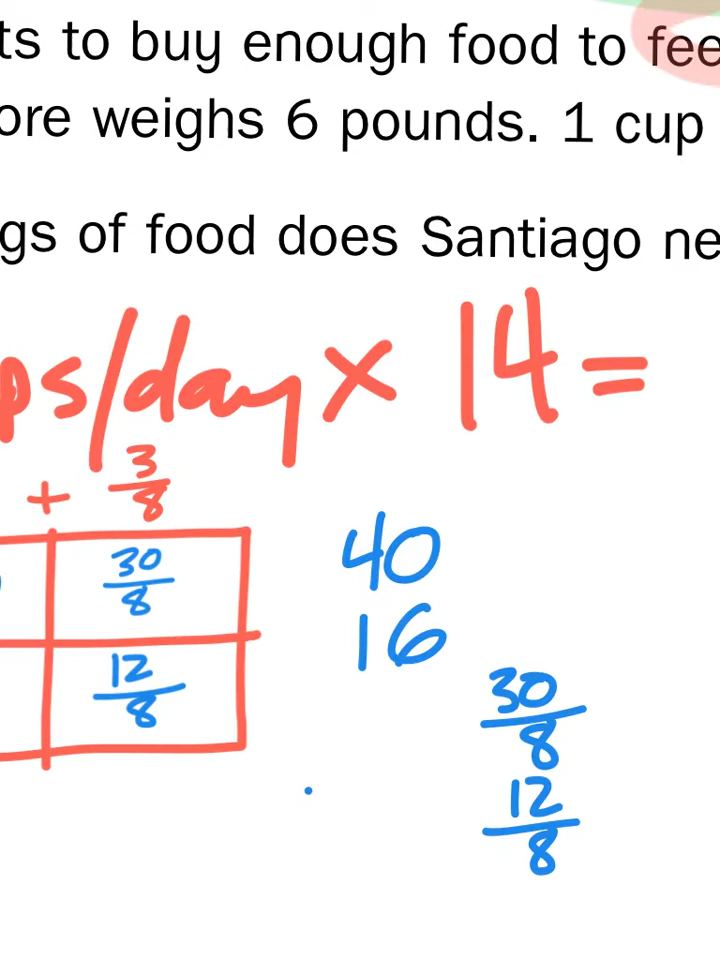 ts to buy enough food to fee
ore weighs 6 pounds. 1 cup
gs of food does Santiago ne
ps/day x 14 =
+ 3/8
30/8
40
16
12/8
30/8
12/8